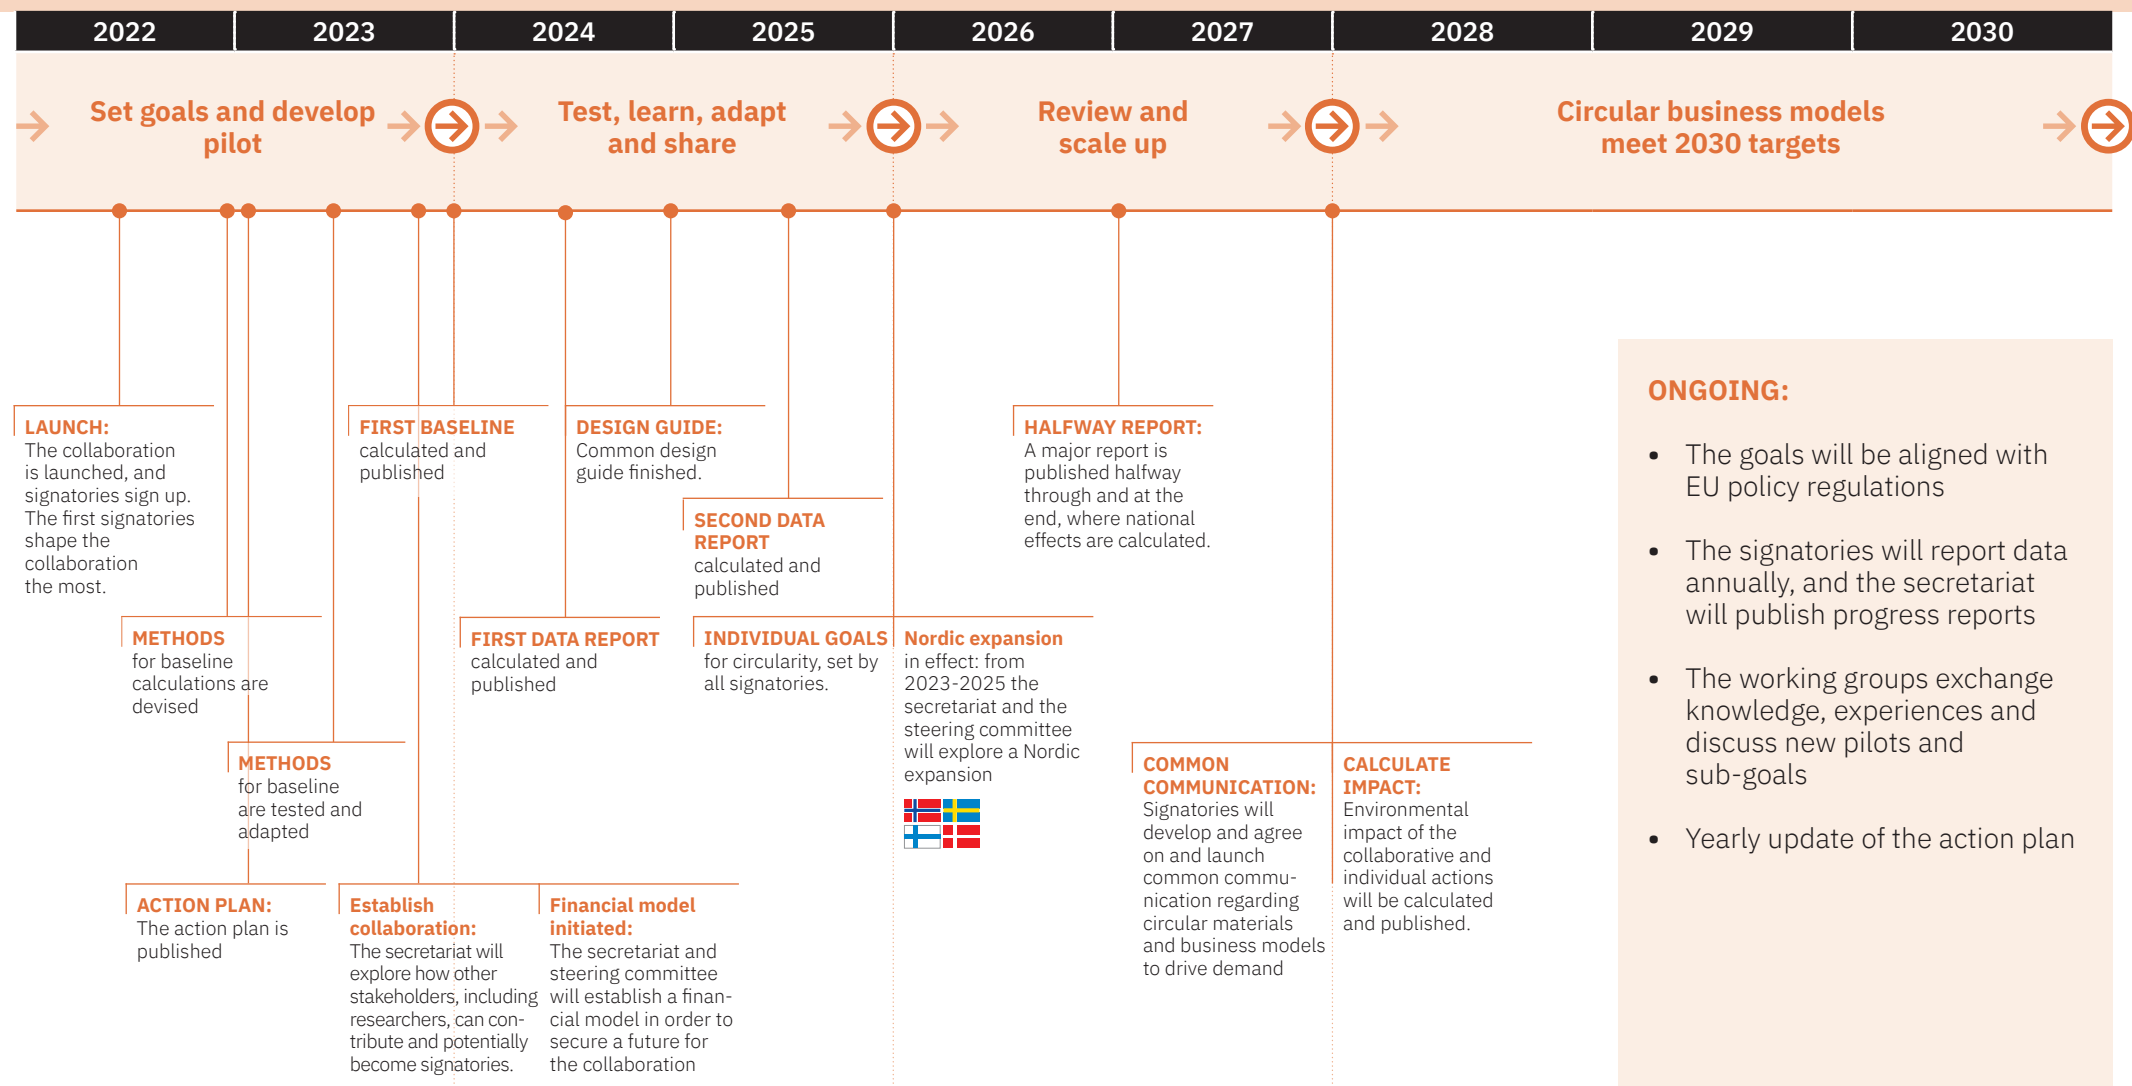 2022
2023
2024
2025
2026
2027
2028
2029
2030
Set goals and develop
pilot
Test, learn, adapt
and share
Review and
scale up
Circular business models
meet 2030 targets
LAUNCH:
The collaboration
is launched, and
signatories sign up.
The first signatories
shape the
collaboration
the most.
METHODS
for baseline
calculations are
devised
METHODS
for baseline
are tested and
adapted
ACTION PLAN:
The action plan is
published
FIRST BASELINE
calculated and
published
Establish
collaboration:
The secretariat will
explore how other
stakeholders, including
researchers, can con-
tribute and potentially
become signatories.
Financial model
initiated:
The secretariat and
steering committee
will establish a finan-
cial model in order to
secure a future for
the collaboration
FIRST DATA REPORT
calculated and
published
DESIGN GUIDE:
Common design
guide finished.
SECOND DATA
REPORT
calculated and
published
INDIVIDUAL GOALS
for circularity, set by
all signatories.
Nordic expansion
in effect: from
2023-2025 the
secretariat and the
steering committee
will explore a Nordic
expansion
HALFWAY REPORT:
A major report is
published halfway
through and at the
end, where national
effects are calculated.
COMMON
COMMUNICATION:
Signatories will
develop and agree
on and launch
common commu-
nication regarding
circular materials
and business models
to drive demand
CALCULATE
IMPACT:
Environmental
impact of the
collaborative and
individual actions
will be calculated
and published.
ONGOING:
• The goals will be aligned with
EU policy regulations
• The signatories will report data
annually, and the secretariat
will publish progress reports
• The working groups exchange
knowledge, experiences and
discuss new pilots and
sub-goals
• Yearly update of the action plan